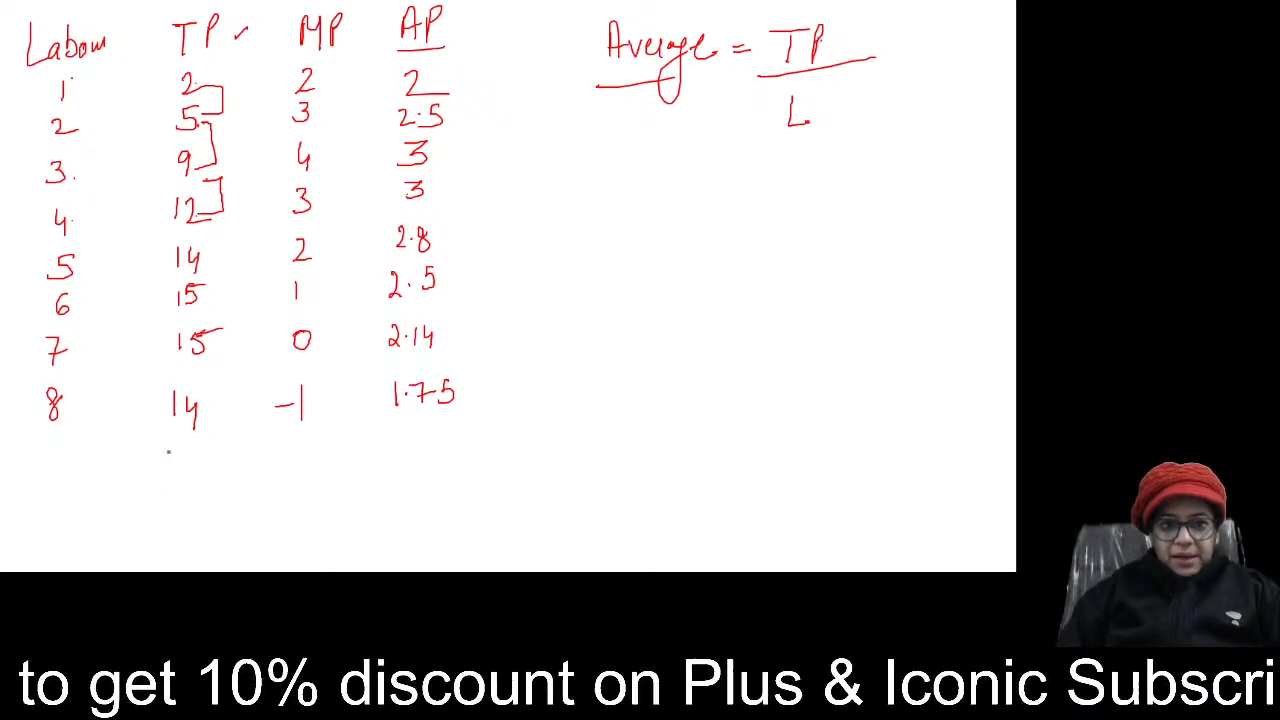 Labour TP MP AP Average = TP / L
1 2 2 2
2 5 3 2.5
3. 9 4 3
4 12 3 3
5 14 2 2.8
6 15 1 2.5
7 15 0 2.14
8 14 -1 1.75
to get 10% discount on Plus & Iconic Subscri